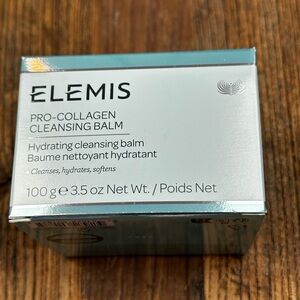 ELEMIS
PRO-COLLAGEN
CLEANSING BALM
Hydrating cleansing balm
Baume nettoyant hydratant
• Cleanses, hydrates, softens
100 g e 3.5 oz Net Wt. / Poids Net